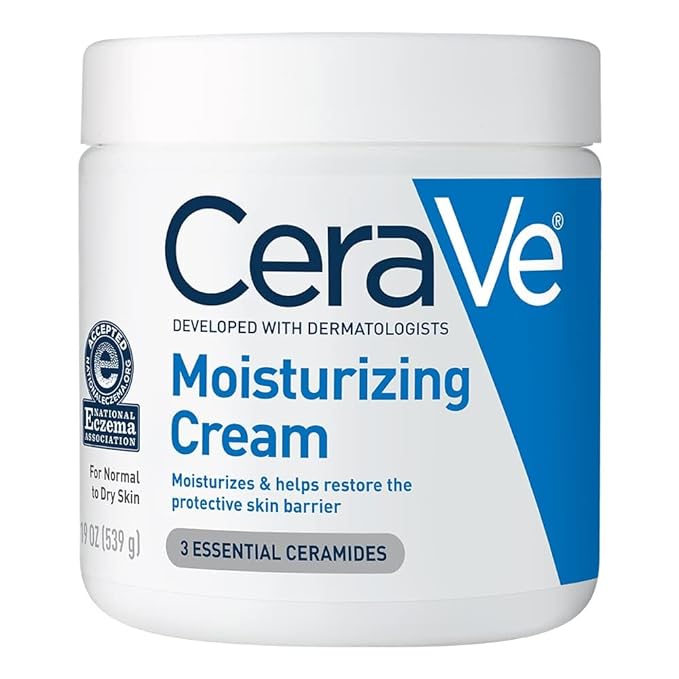 CeraVe®
DEVELOPED WITH DERMATOLOGISTS
Moisturizing
Cream
Moisturizes & helps restore the
protective skin barrier
3 ESSENTIAL CERAMIDES
ACCEPTED
e
NATIONALECZEMA.ORG
NATIONAL
Eczema
ASSOCIATION
For Normal
to Dry Skin
19 OZ (539 g)